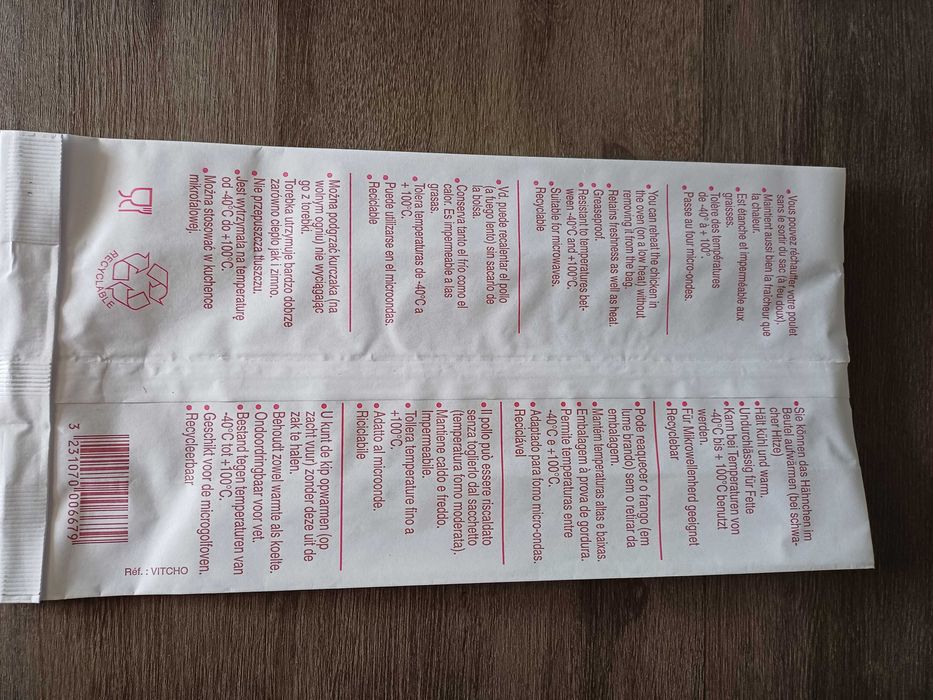 • Vous pouvez réchauffer votre poulet
sans le sortir du sac (à feu doux).
• Maintient aussi bien la fraîcheur que
la chaleur.
• Est étanche et imperméable aux
graisses.
• Tolère des températures
de -40° à + 100°.
• Passe au four micro-ondes.
• You can reheat the chicken in
the oven (on a low heat) without
removing it from the bag.
• Retains freshness as well as heat.
• Greaseproof.
• Resistant to temperatures bet-
ween -40°C and +100°C.
• Suitable for microwaves.
• Recyclable
• Vd. puede recalentar el pollo
(a fuego lento) sin sacarlo de
la bolsa.
• Conserva tanto el frío como el
calor. Es impermeable a las
grasas.
• Tolera temperaturas de -40°C a
+ 100°C.
• Puede utilizarse en el microondas.
• Reciclable
• Można podgrzać kurczaka (na
wolnym ogniu) nie wyciągając
go z torebki.
• Torebka utrzymuje bardzo dobrze
zarówno ciepło jak i zimno.
• Nie przepuszcza tłuszczu.
• Jest wytrzymała na temperaturę
od -40°C do +100°C.
• Można stosować w kuchence
mikrofalowej.
RECYCLABLE
• Sie können das Hähnchen im
Beutel aufwärmen (bei schwa-
cher Hitze)
• Hält kühl und warm.
• Undurchlässig für Fette
• Kann bei Temperaturen von
-40°C bis + 100°C benutzt
werden.
• Für Mikrowellenherd geeignet
• Recyclebar
• Pode reaquecer o frango (em
lume brando) sem o retirar da
embalagem.
• Mantém temperaturas altas e baixas.
• Embalagem à prova de gordura.
• Permite temperaturas entre
-40°C e +100°C.
• Adaptado para forno micro-ondas.
• Reciclável
• Il pollo può essere riscaldato
senza toglierlo dal sacchetto
(temperatura forno moderata),
• Mantiene caldo e freddo.
Impermeabile.
• Tollera temperature fino a
+100°C.
• Adatto al microonde.
• Riciclabile
• U kunt de kip opwarmen (op
zacht vuur) zonder deze uit de
zak te halen.
• Behoudt zowel warmte als koelte.
• Ondoordringbaar voor vet.
• Bestand tegen temperaturen van
-40°C tot +100°C.
• Geschikt voor de microgolfoven.
• Recycleerbaar
3 123107 000667 9
Réf. : VITCHO